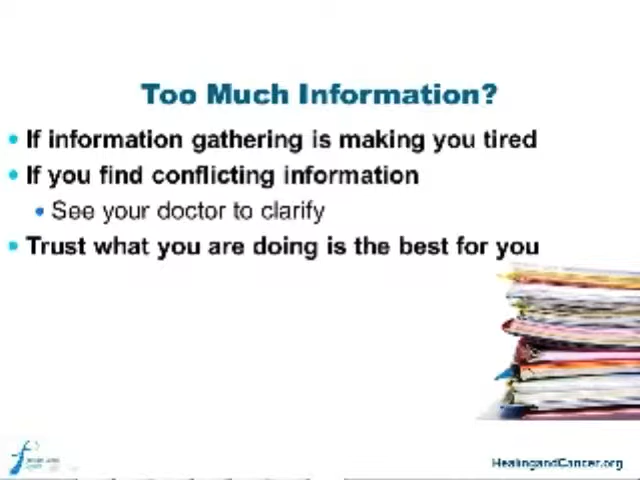 Too Much Information?
If information gathering is making you tired
If you find conflicting information
See your doctor to clarify
Trust what you are doing is the best for you
HealingandCancer.org